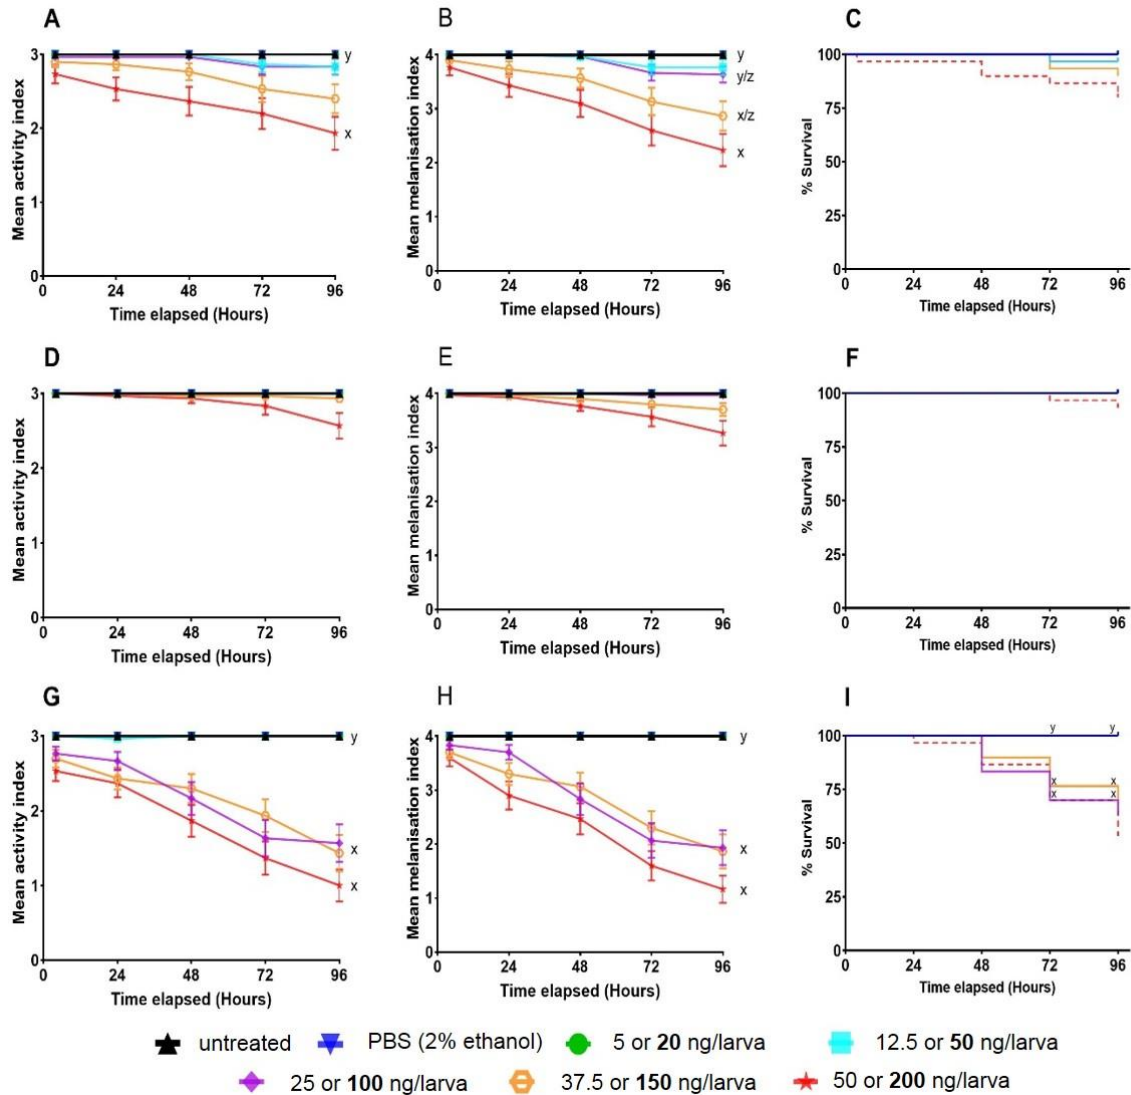 A
Mean activity index
3
2
1
0
0 24 48 72 96
Time elapsed (Hours)
y
x
B
Mean melanisation index
4
3
2
1
0
0 24 48 72 96
Time elapsed (Hours)
y
y/z
x/z
x
C
% Survival
100
75
50
25
0
0 24 48 72 96
Time elapsed (Hours)
D
Mean activity index
3
2
1
0
0 24 48 72 96
Time elapsed (Hours)
E
Mean melanisation index
4
3
2
1
0
0 24 48 72 96
Time elapsed (Hours)
F
% Survival
100
75
50
25
0
0 24 48 72 96
Time elapsed (Hours)
G
Mean activity index
3
2
1
0
0 24 48 72 96
Time elapsed (Hours)
y
x
x
H
Mean melanisation index
4
3
2
1
0
0 24 48 72 96
Time elapsed (Hours)
y
x
x
I
% Survival
100
75
50
25
0
0 24 48 72 96
Time elapsed (Hours)
y y
x x
x x
untreated PBS (2% ethanol) 5 or 20 ng/larva 12.5 or 50 ng/larva
25 or 100 ng/larva 37.5 or 150 ng/larva 50 or 200 ng/larva